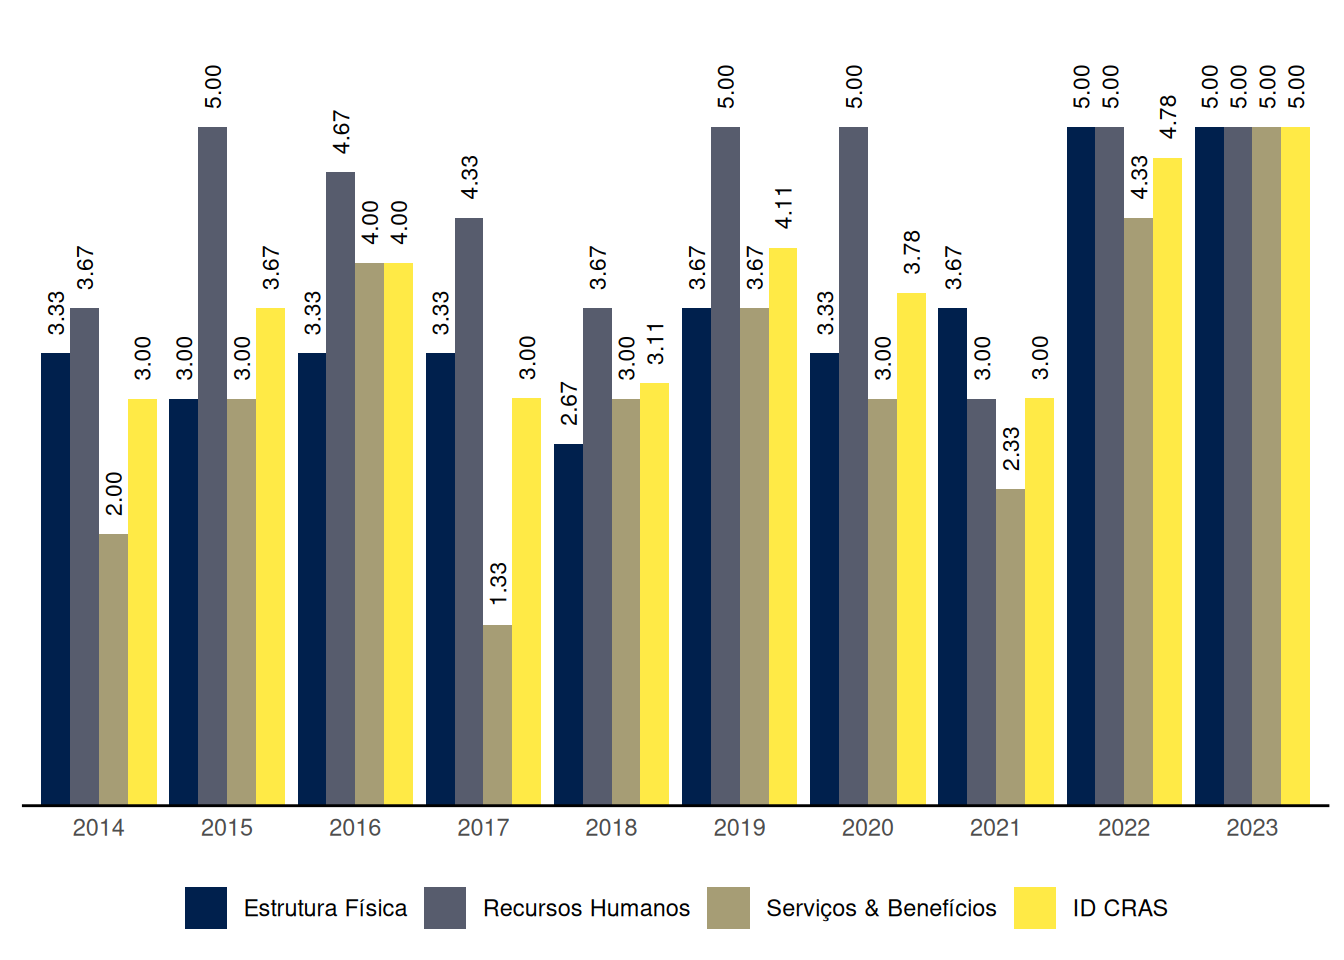 3.33 3.67 2.00 3.00
3.00 5.00 3.00 3.67
3.33 4.67 4.00 4.00
3.33 4.33 1.33 3.00
2.67 3.67 3.00 3.11
3.67 5.00 3.67 4.11
3.33 5.00 3.00 3.78
3.67 3.00 2.33 3.00
5.00 5.00 4.33 4.78
5.00 5.00 5.00 5.00
2014 2015 2016 2017 2018 2019 2020 2021 2022 2023
Estrutura Física Recursos Humanos Serviços & Benefícios ID CRAS